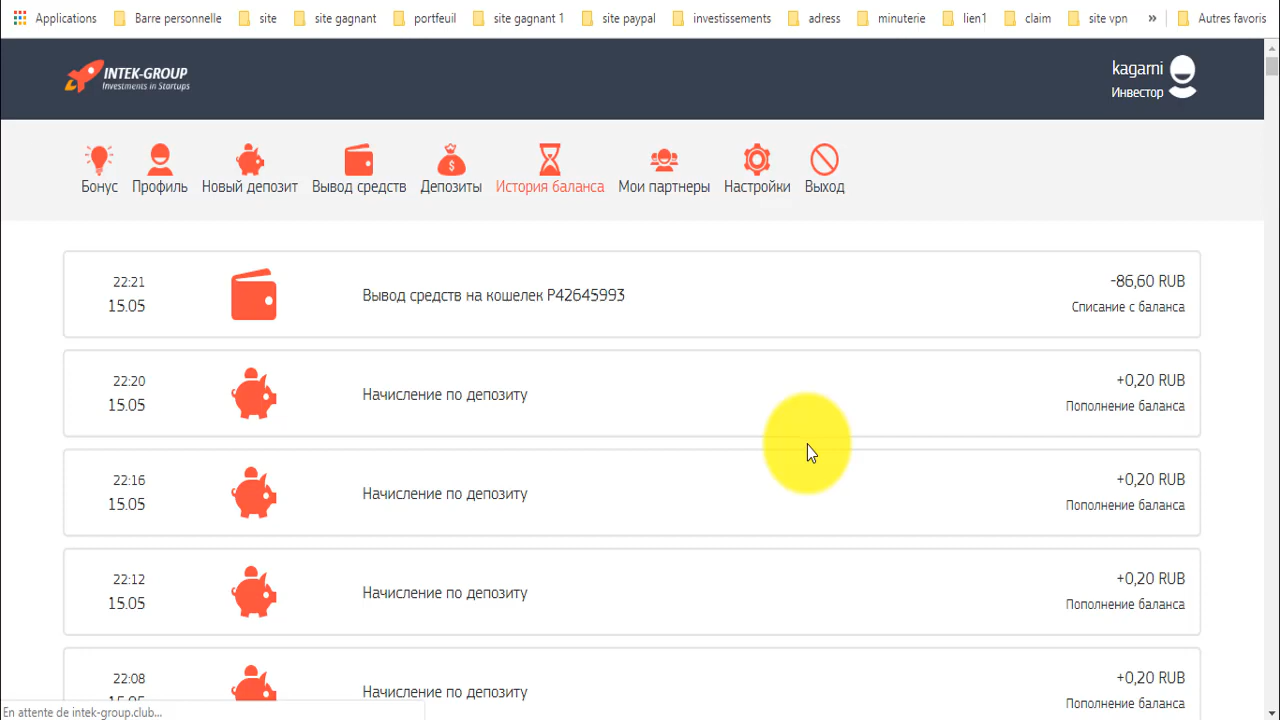 Applications Barre personnelle site site gagnant portfeuil site gagnant 1 site paypal investissements adress minuterie lien1 claim site vpn » Autres favoris
INTEK-GROUP
Investments in Startups
kagarni
Инвестор
Бонус Профиль Новый депозит Вывод средств Депозиты История баланса Мои партнеры Настройки Выход
22:21
15.05
Вывод средств на кошелек P42645993
-86,60 RUB
Списание с баланса
22:20
15.05
Начисление по депозиту
+0,20 RUB
Пополнение баланса
22:16
15.05
Начисление по депозиту
+0,20 RUB
Пополнение баланса
22:12
15.05
Начисление по депозиту
+0,20 RUB
Пополнение баланса
22:08
15.05
Начисление по депозиту
+0,20 RUB
Пополнение баланса
En attente de intek-group.club...